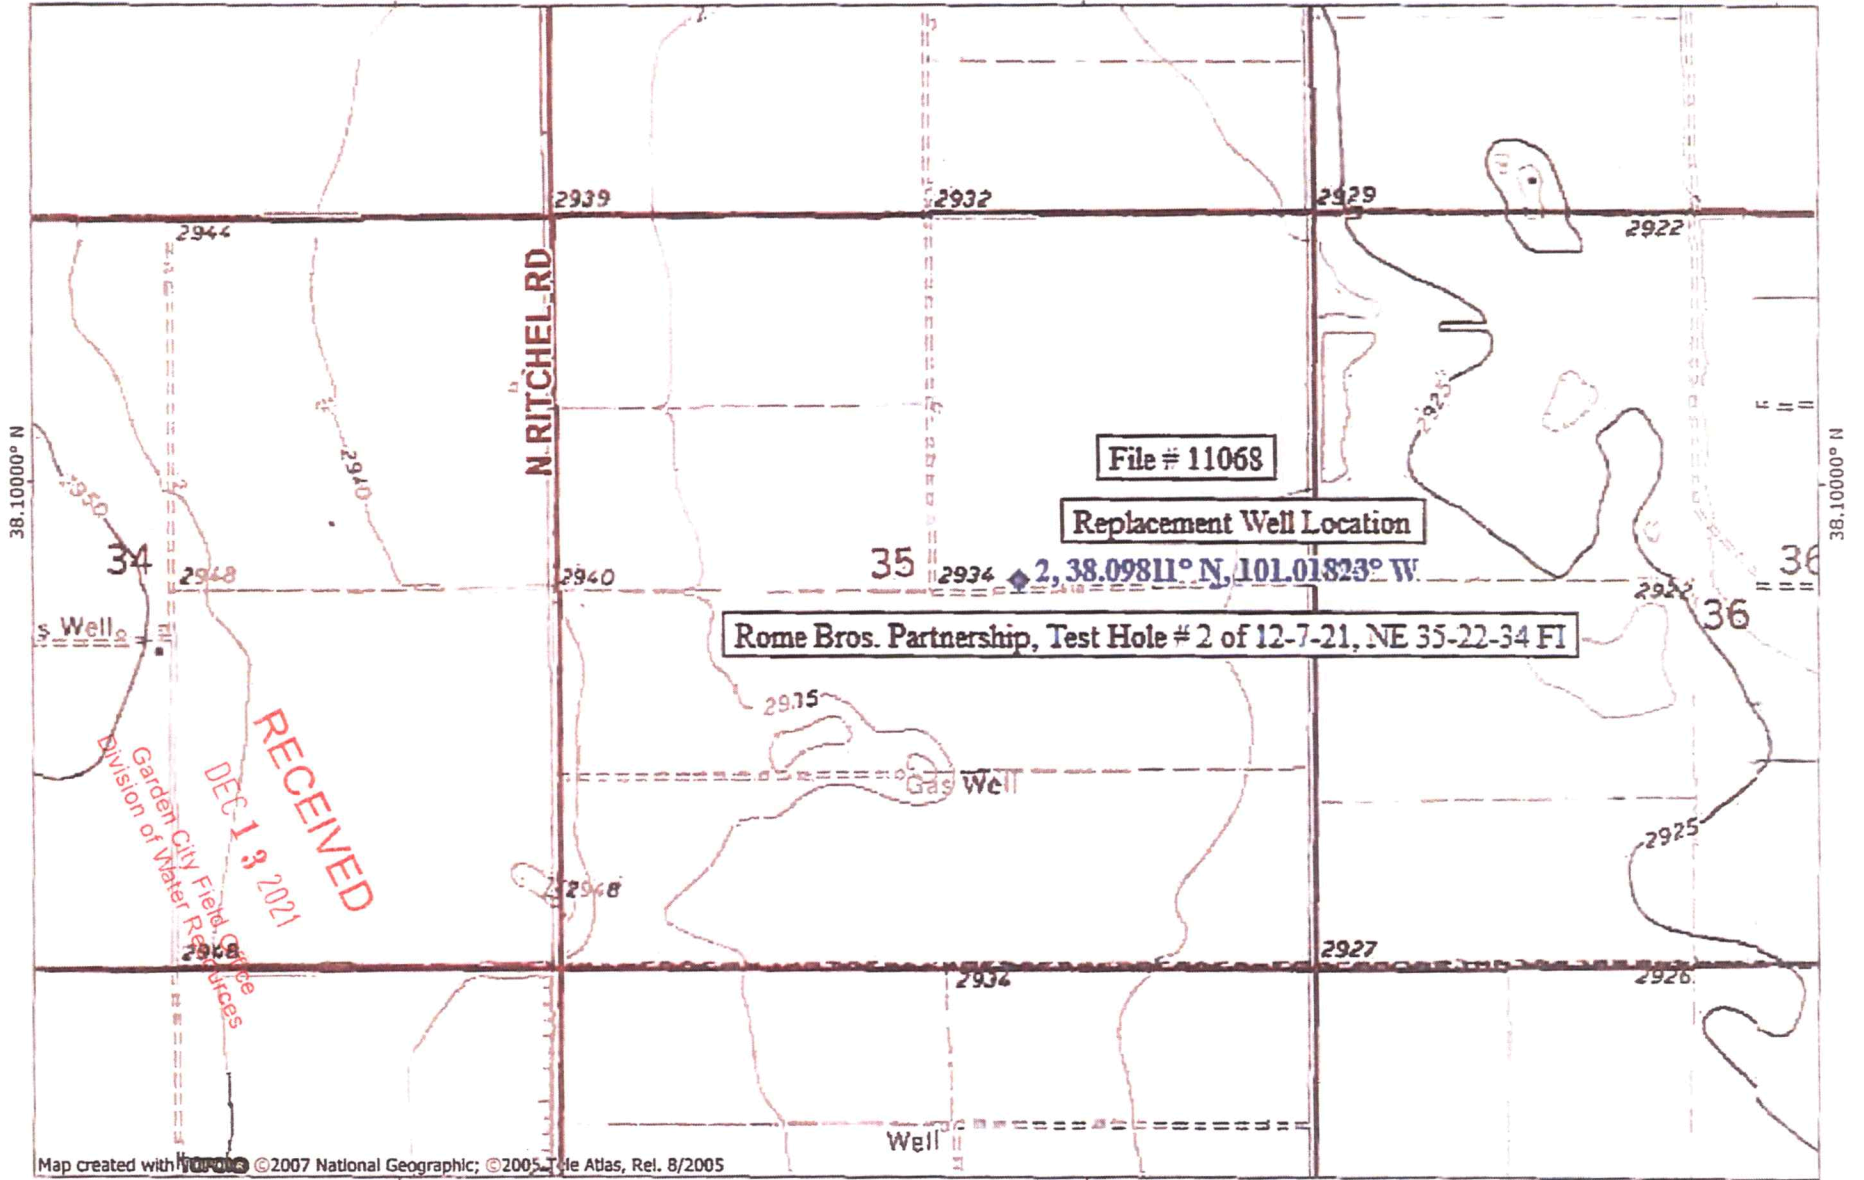 2939
2932
2929
2944
2922
N. RITCHEL RD
38.10000° N
38.10000° N
2925
2940
2950
File # 11068
Replacement Well Location
34
35
36
2948
2940
2934
2, 38.09811° N, 101.01823° W
2922
36
s Well
Rome Bros. Partnership, Test Hole # 2 of 12-7-21, NE 35-22-34 FI
2935
Gas Well
RECEIVED
DEC 13 2021
Garden City Field Office
Division of Water Resources
2925
2948
2948
2927
2934
2926
Well
Map created with TOPO! ©2007 National Geographic; ©2005 Tele Atlas, Rel. 8/2005